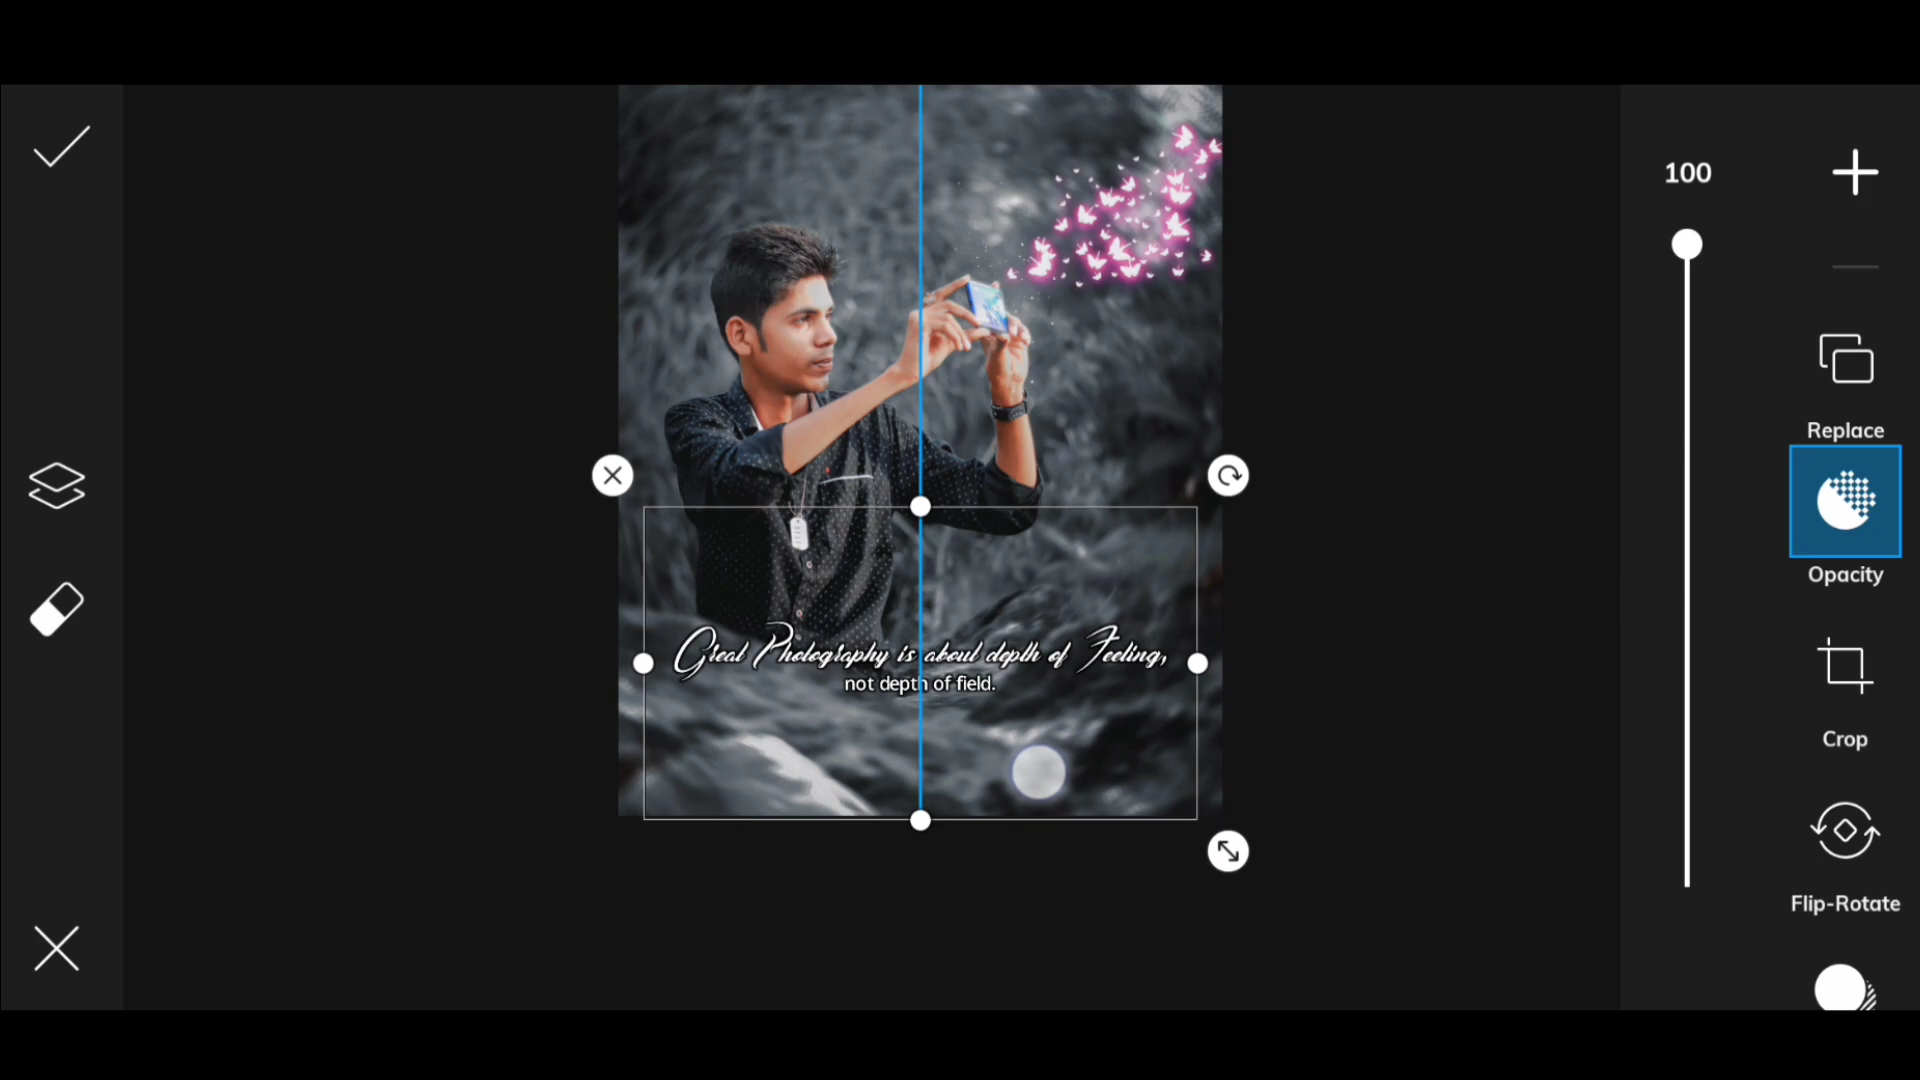 100
Replace
Opacity
Great Photography is about depth of Feeling,
not depth of field.
Crop
Flip-Rotate